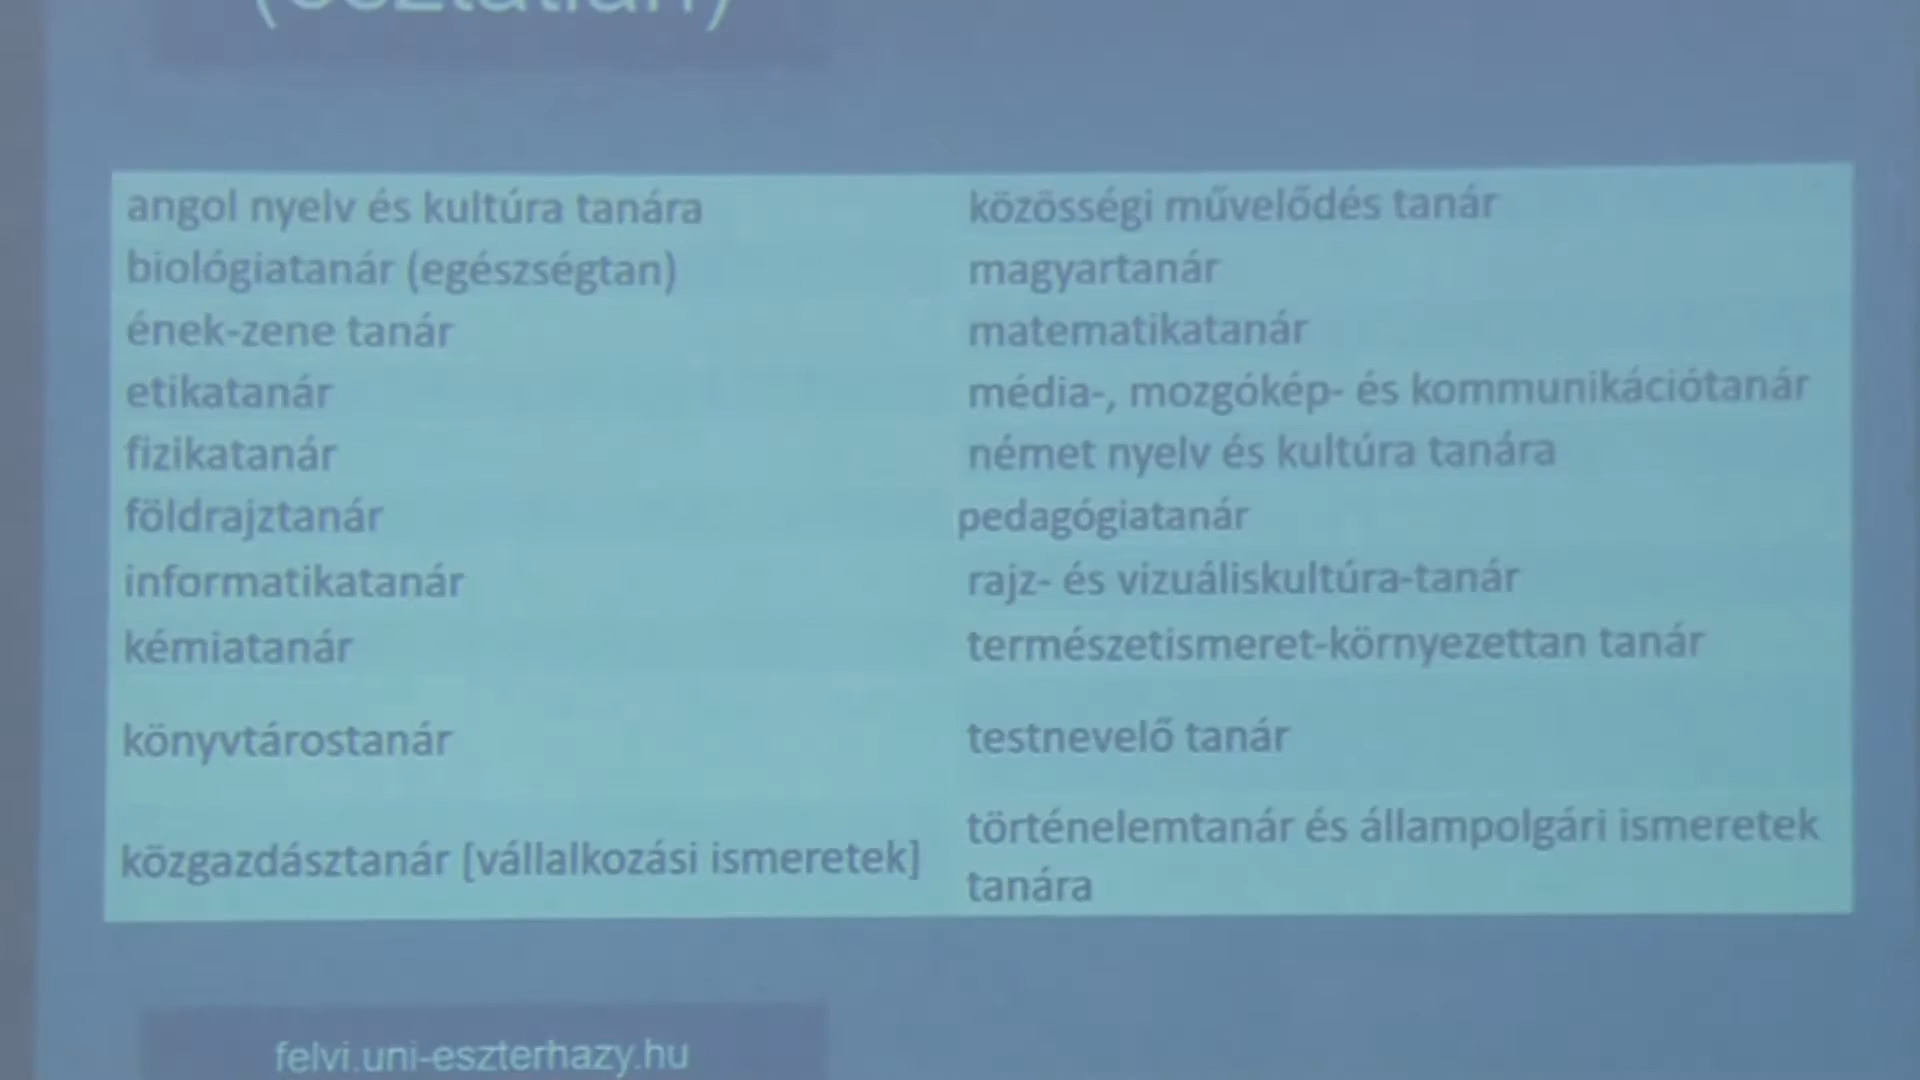 (osztatlan)
angol nyelv és kultúra tanára
biológiatanár (egészségtan)
ének-zene tanár
etikatanár
fizikatanár
földrajztanár
informatikatanár
kémiatanár
könyvtárostanár
közgazdásztanár [vállalkozási ismeretek]
közösségi művelődés tanár
magyartanár
matematikatanár
média-, mozgókép- és kommunikációtanár
német nyelv és kultúra tanára
pedagógiatanár
rajz- és vizuáliskultúra-tanár
természetismeret-környezettan tanár
testnevelő tanár
történelemtanár és állampolgári ismeretek
tanára
felvi.uni-eszterhazy.hu